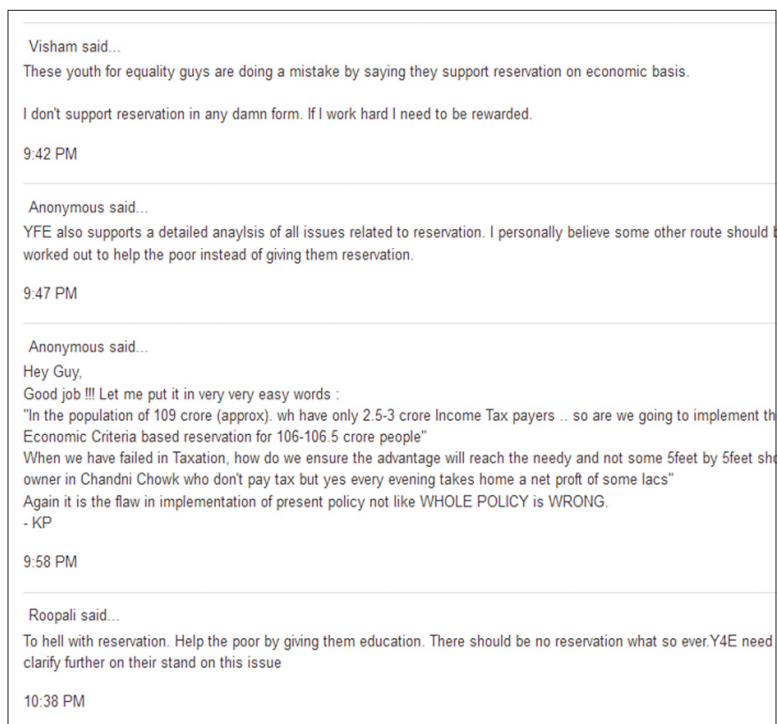 Visham said...
These youth for equality guys are doing a mistake by saying they support reservation on economic basis.
I don't support reservation in any damn form. If I work hard I need to be rewarded.
9:42 PM
Anonymous said...
YFE also supports a detailed anaylsis of all issues related to reservation. I personally believe some other route should
worked out to help the poor instead of giving them reservation.
9:47 PM
Anonymous said...
Hey Guy,
Good job !!! Let me put it in very very easy words :
"In the population of 109 crore (approx). wh have only 2.5-3 crore Income Tax payers .. so are we going to implement
Economic Criteria based reservation for 106-106.5 crore people"
When we have failed in Taxation, how do we ensure the advantage will reach the needy and not some 5feet by 5feet
owner in Chandni Chowk who don't pay tax but yes every evening takes home a net proft of some lacs"
Again it is the flaw in implementation of present policy not like WHOLE POLICY is WRONG.
- KP
9:58 PM
Roopali said...
To hell with reservation. Help the poor by giving them education. There should be no reservation what so ever.Y4E need
clarify further on their stand on this issue
10:38 PM